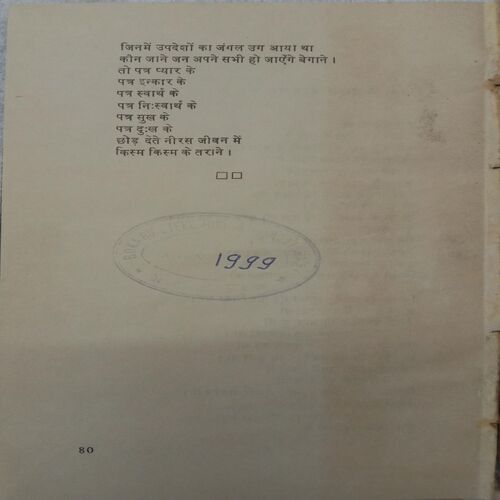 जिनमें उपदेशों का जंगल उग आया था
कौन जाने जन अपने सभी हो जाएँगे बेगाने ।
तो पत्र प्यार के
पत्र इन्कार के
पत्र स्वार्थ के
पत्र निःस्वार्थ के
पत्र सुख के
पत्र दुःख के
छोड़ देते नीरस जीवन में
किस्म किस्म के तराने ।
1999
80